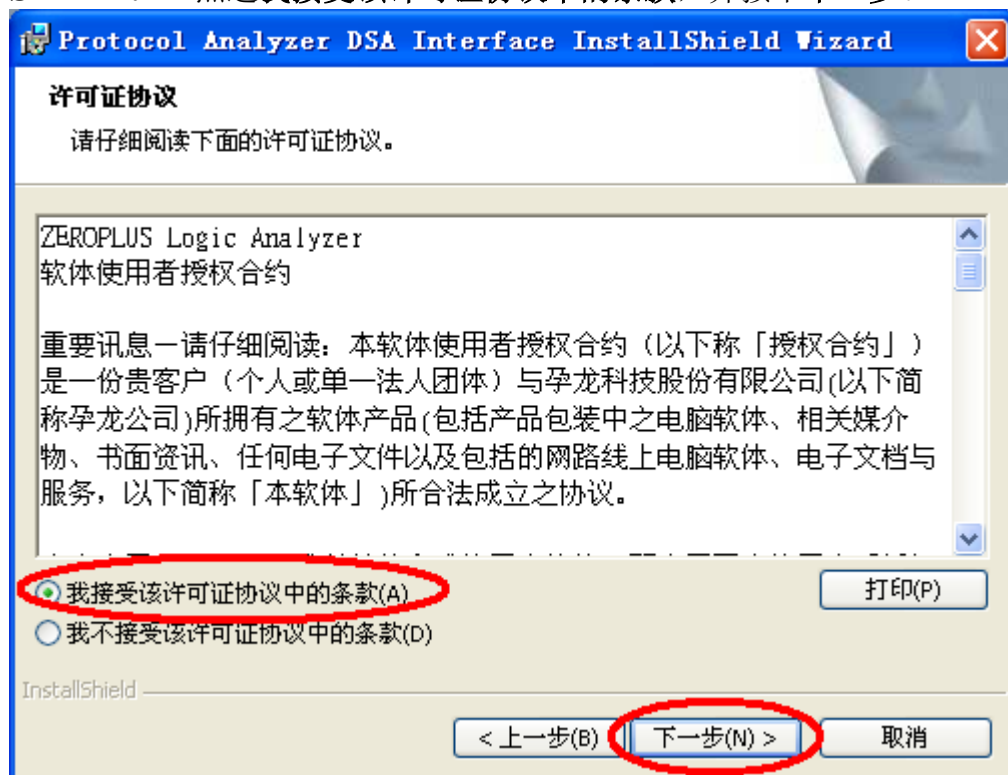 Protocol Analyzer DSA Interface InstallShield Wizard
许可证协议
请仔细阅读下面的许可证协议。
ZEROPLUS Logic Analyzer
软体使用者授权合约
重要讯息一请仔细阅读：本软体使用者授权合约（以下称「授权合约」）
是一份贵客户（个人或单一法人团体）与孕龙科技股份有限公司(以下简
称孕龙公司)所拥有之软体产品(包括产品包装中之电脑软体、相关媒介
物、书面资讯、任何电子文件以及包括的网路线上电脑软体、电子文档与
服务，以下简称「本软体」)所合法成立之协议。
我接受该许可证协议中的条款(A)
打印(P)
我不接受该许可证协议中的条款(D)
InstallShield
< 上一步(B)
下一步(N) >
取消